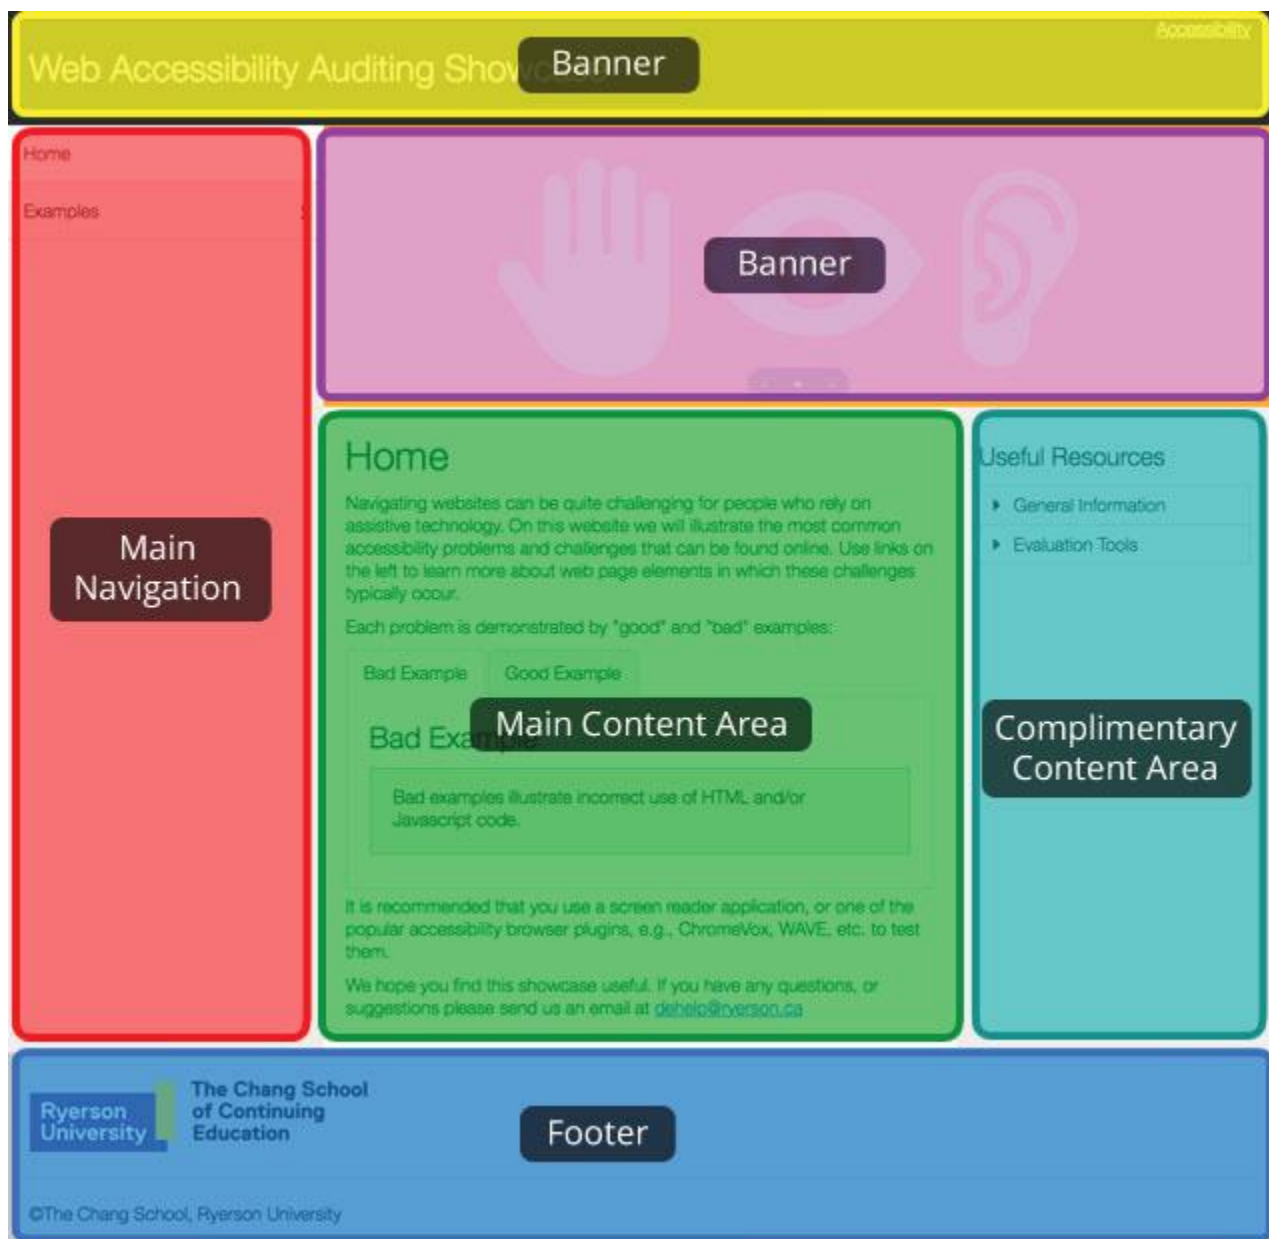 Accessibility
Web Accessibility Auditing Show
Banner
Home
Examples
Banner
Main
Navigation
Home
Navigating websites can be quite challenging for people who rely on
assistive technology. On this website we will illustrate the most common
accessibility problems and challenges that can be found online. Use links on
the left to learn more about web page elements in which these challenges
typically occur.
Each problem is demonstrated by "good" and "bad" examples:
Bad Example
Good Example
Bad Example
Main Content Area
Bad examples illustrate incorrect use of HTML and/or
Javascript code.
It is recommended that you use a screen reader application, or one of the
popular accessibility browser plugins, e.g., ChromeVox, WAVE, etc. to test
them.
We hope you find this showcase useful. If you have any questions, or
suggestions please send us an email at dehelp@ryerson.ca
Useful Resources
General Information
Evaluation Tools
Complimentary
Content Area
Ryerson
University
The Chang School
of Continuing
Education
Footer
©The Chang School, Ryerson University